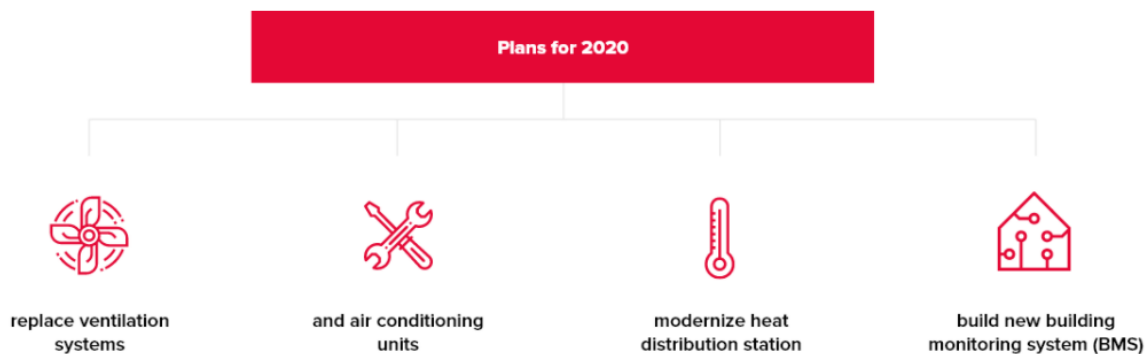 Plans for 2020
replace ventilation
systems
and air conditioning
units
modernize heat
distribution station
build new building
monitoring system (BMS)